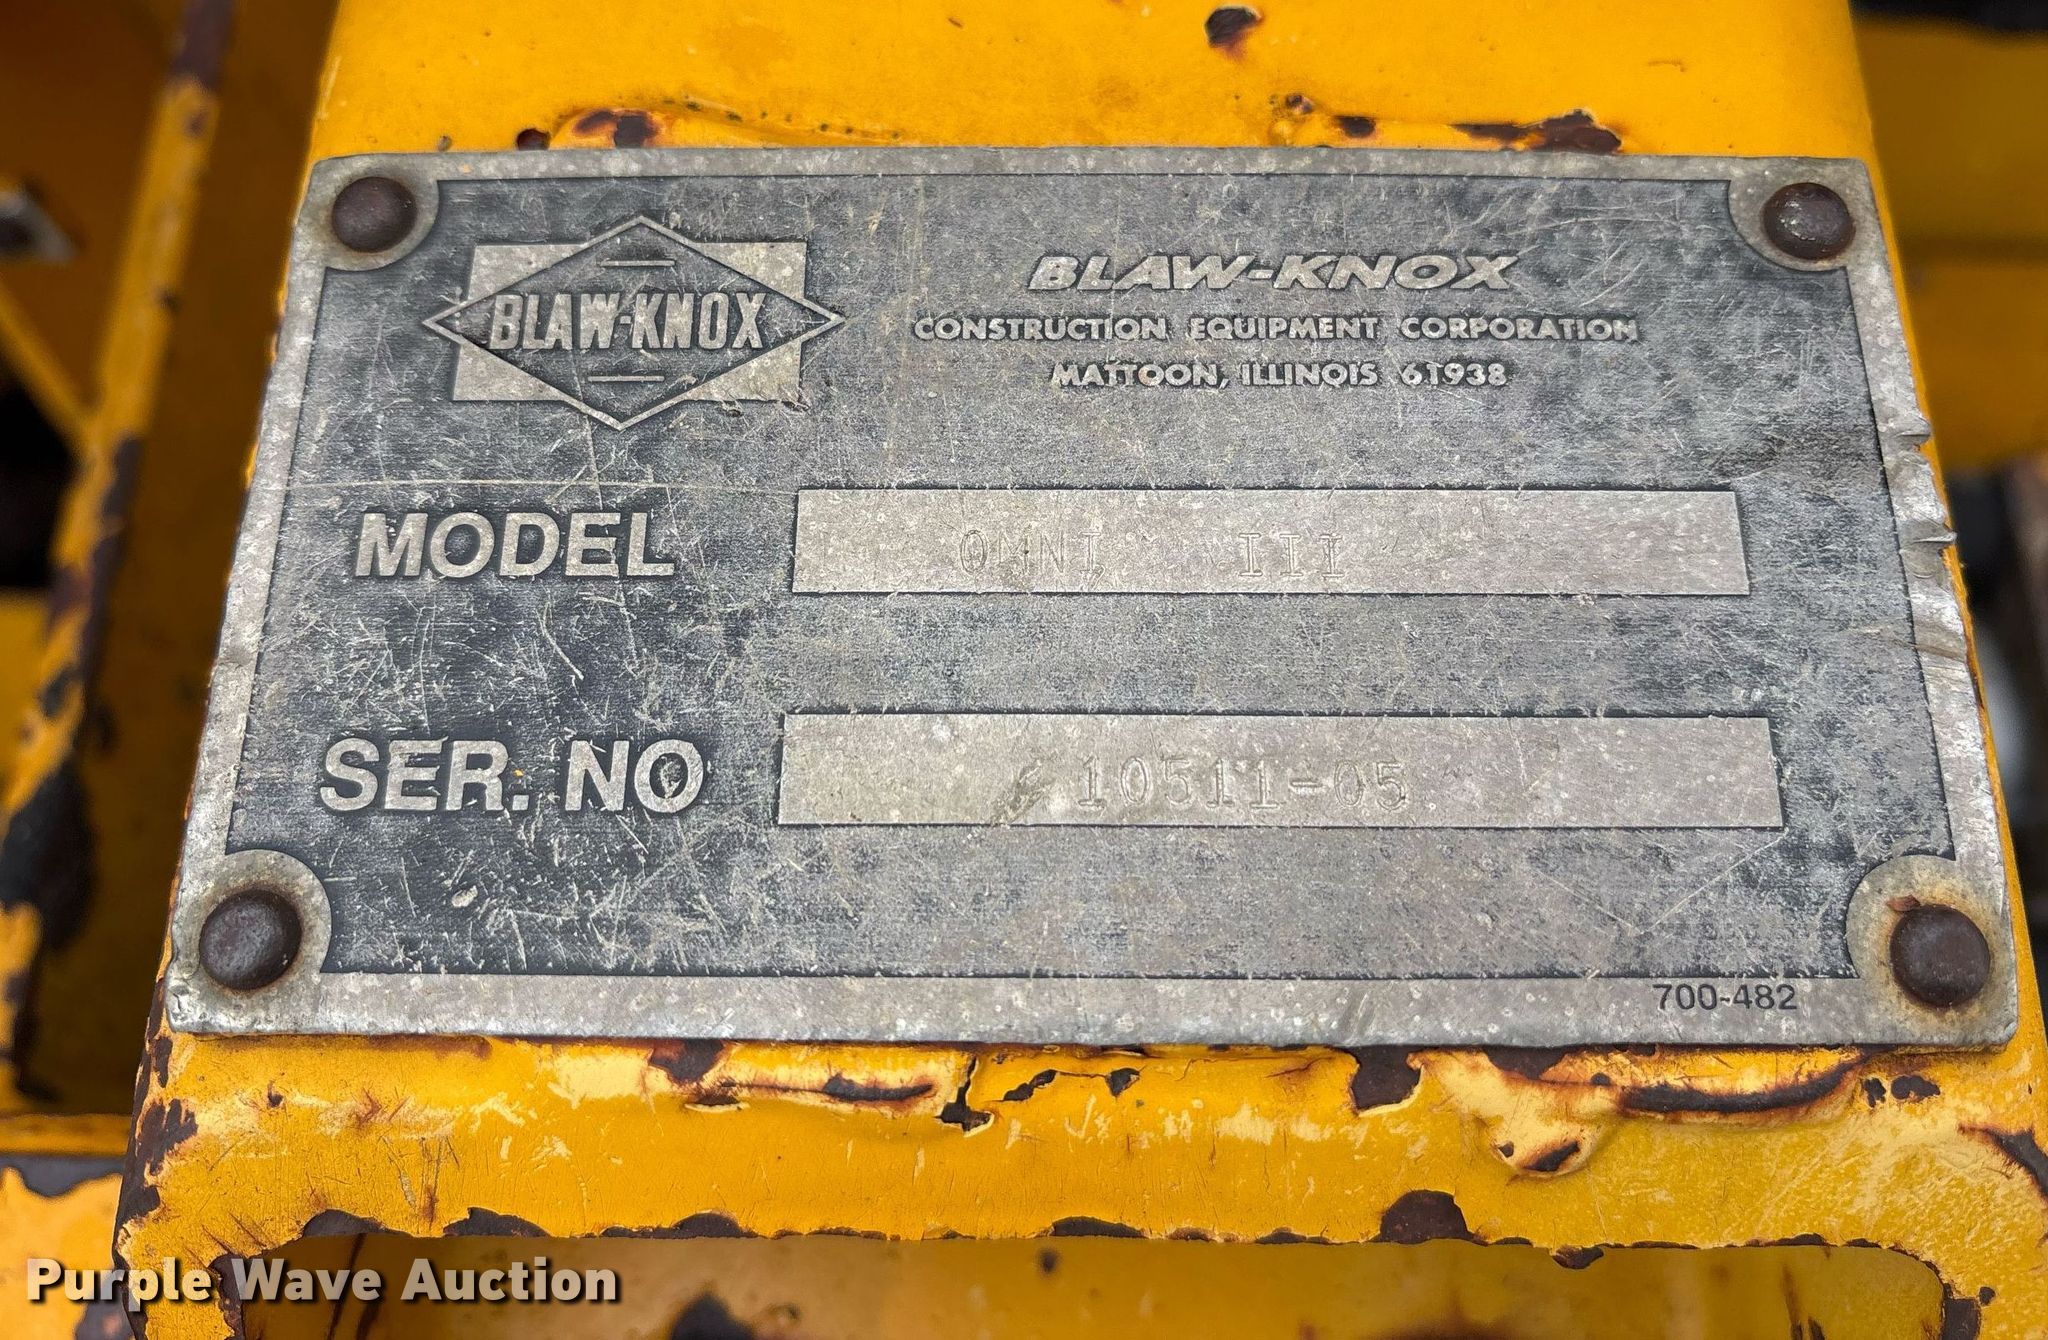 BLAW-KNOX
BLAW-KNOX
CONSTRUCTION EQUIPMENT CORPORATION
MATTOON, ILLINOIS 61938
MODEL OMNI III
SER. NO 10511-05
700-482
Purple Wave Auction